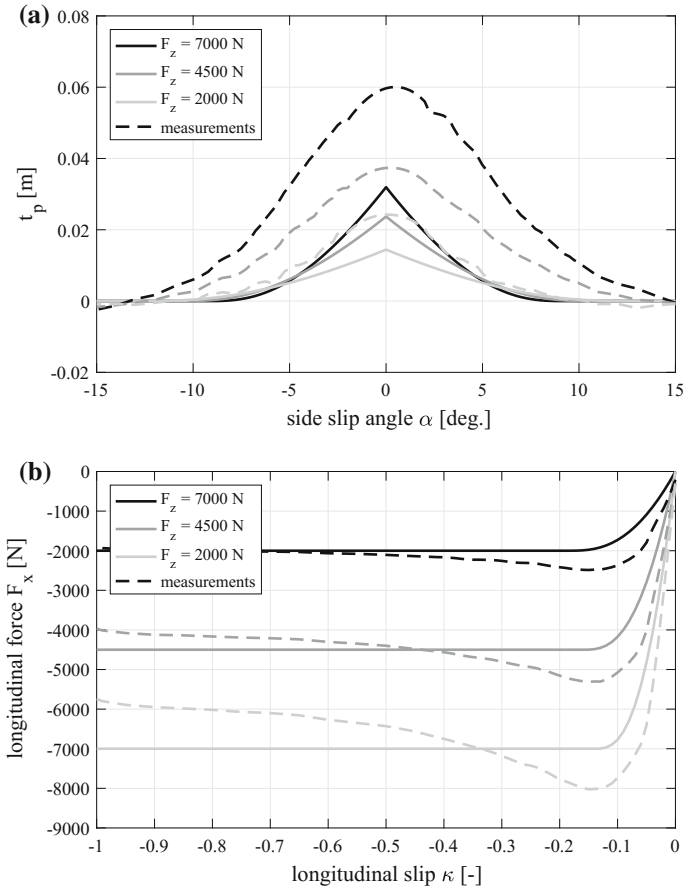 (a)
0.08
0.06
0.04
0.02
0
-0.02
t_p [m]
F_z = 7000 N
F_z = 4500 N
F_z = 2000 N
measurements
-15 -10 -5 0 5 10 15
side slip angle α [deg.]
(b)
0
-1000
-2000
-3000
-4000
-5000
-6000
-7000
-8000
-9000
longitudinal force F_x [N]
F_z = 7000 N
F_z = 4500 N
F_z = 2000 N
measurements
-1 -0.9 -0.8 -0.7 -0.6 -0.5 -0.4 -0.3 -0.2 -0.1 0
longitudinal slip κ [-]